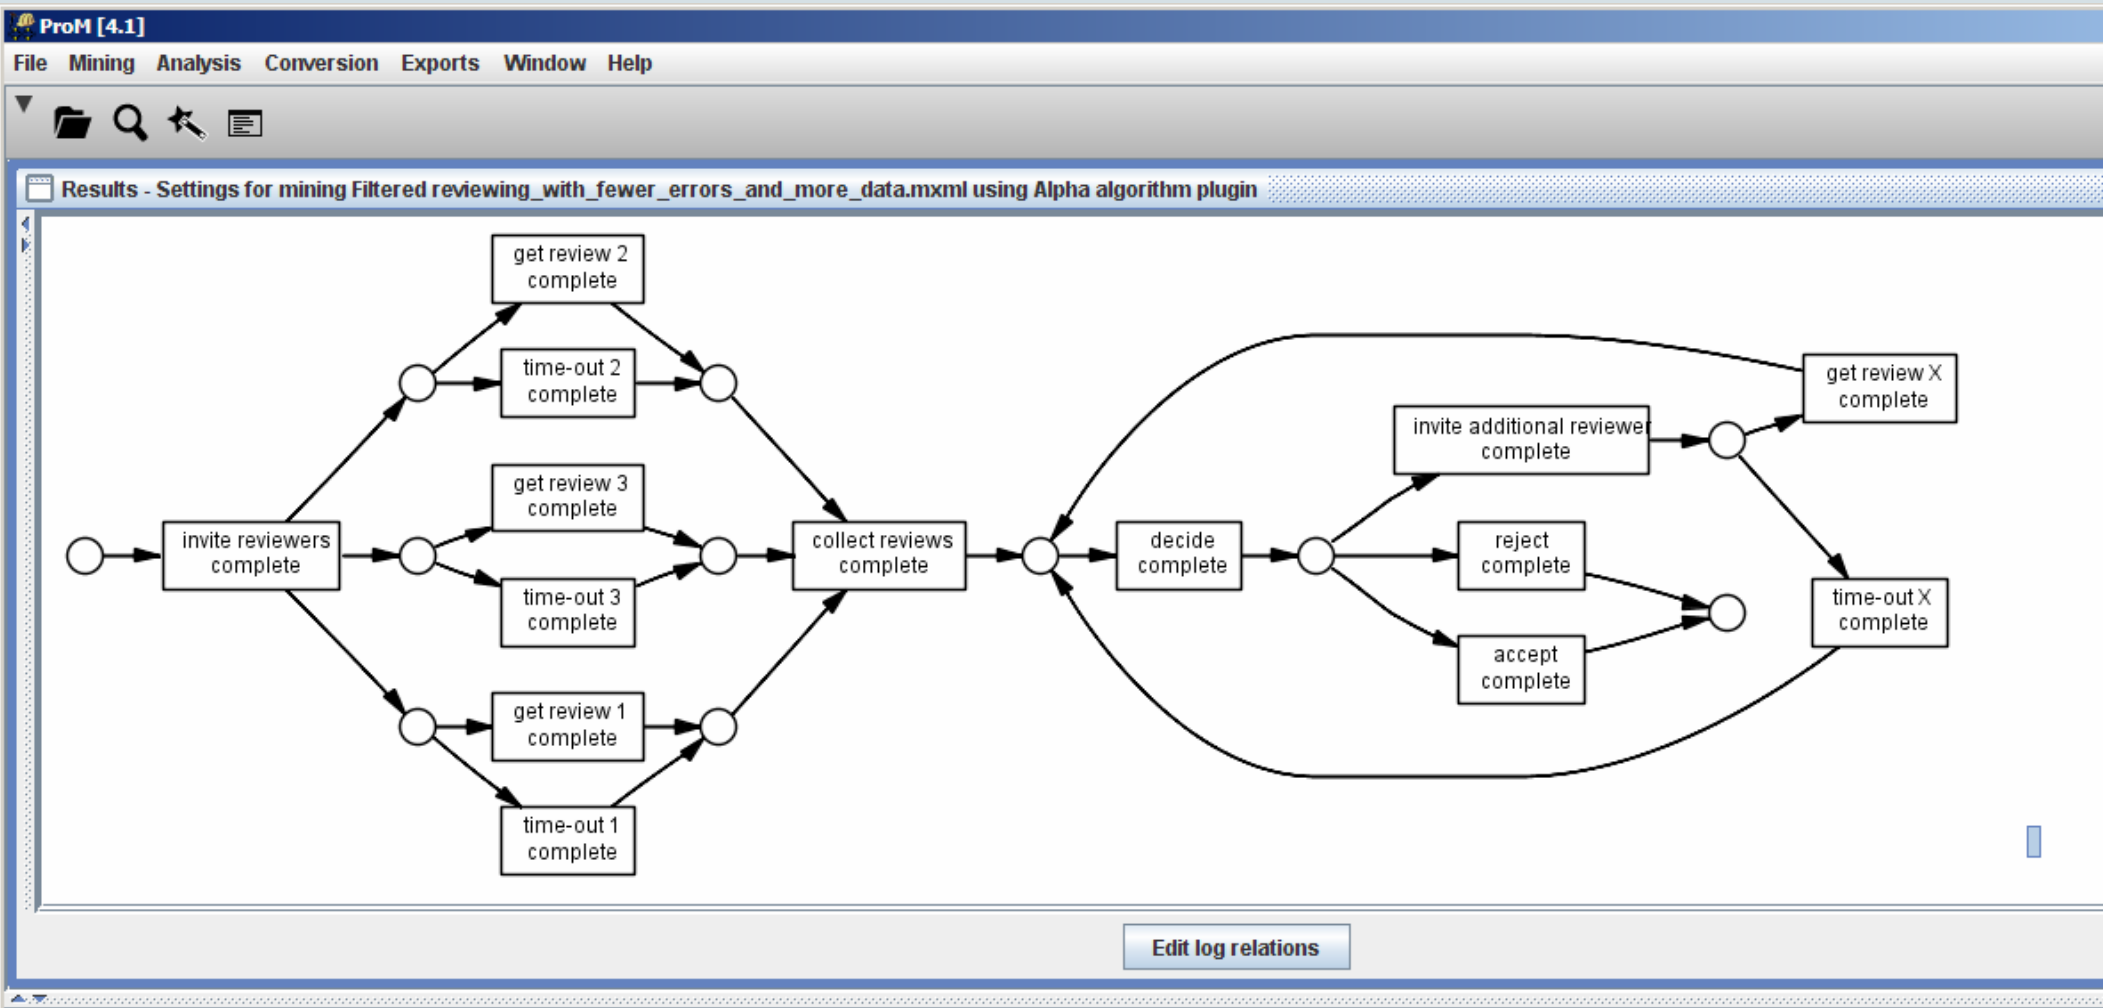 ProM [4.1]
File Mining Analysis Conversion Exports Window Help
Results - Settings for mining Filtered reviewing_with_fewer_errors_and_more_data.mxml using Alpha algorithm plugin
get review 2
complete
time-out 2
complete
get review 3
complete
invite reviewers
complete
time-out 3
complete
get review 1
complete
time-out 1
complete
collect reviews
complete
decide
complete
invite additional reviewer
complete
reject
complete
accept
complete
get review X
complete
time-out X
complete
Edit log relations